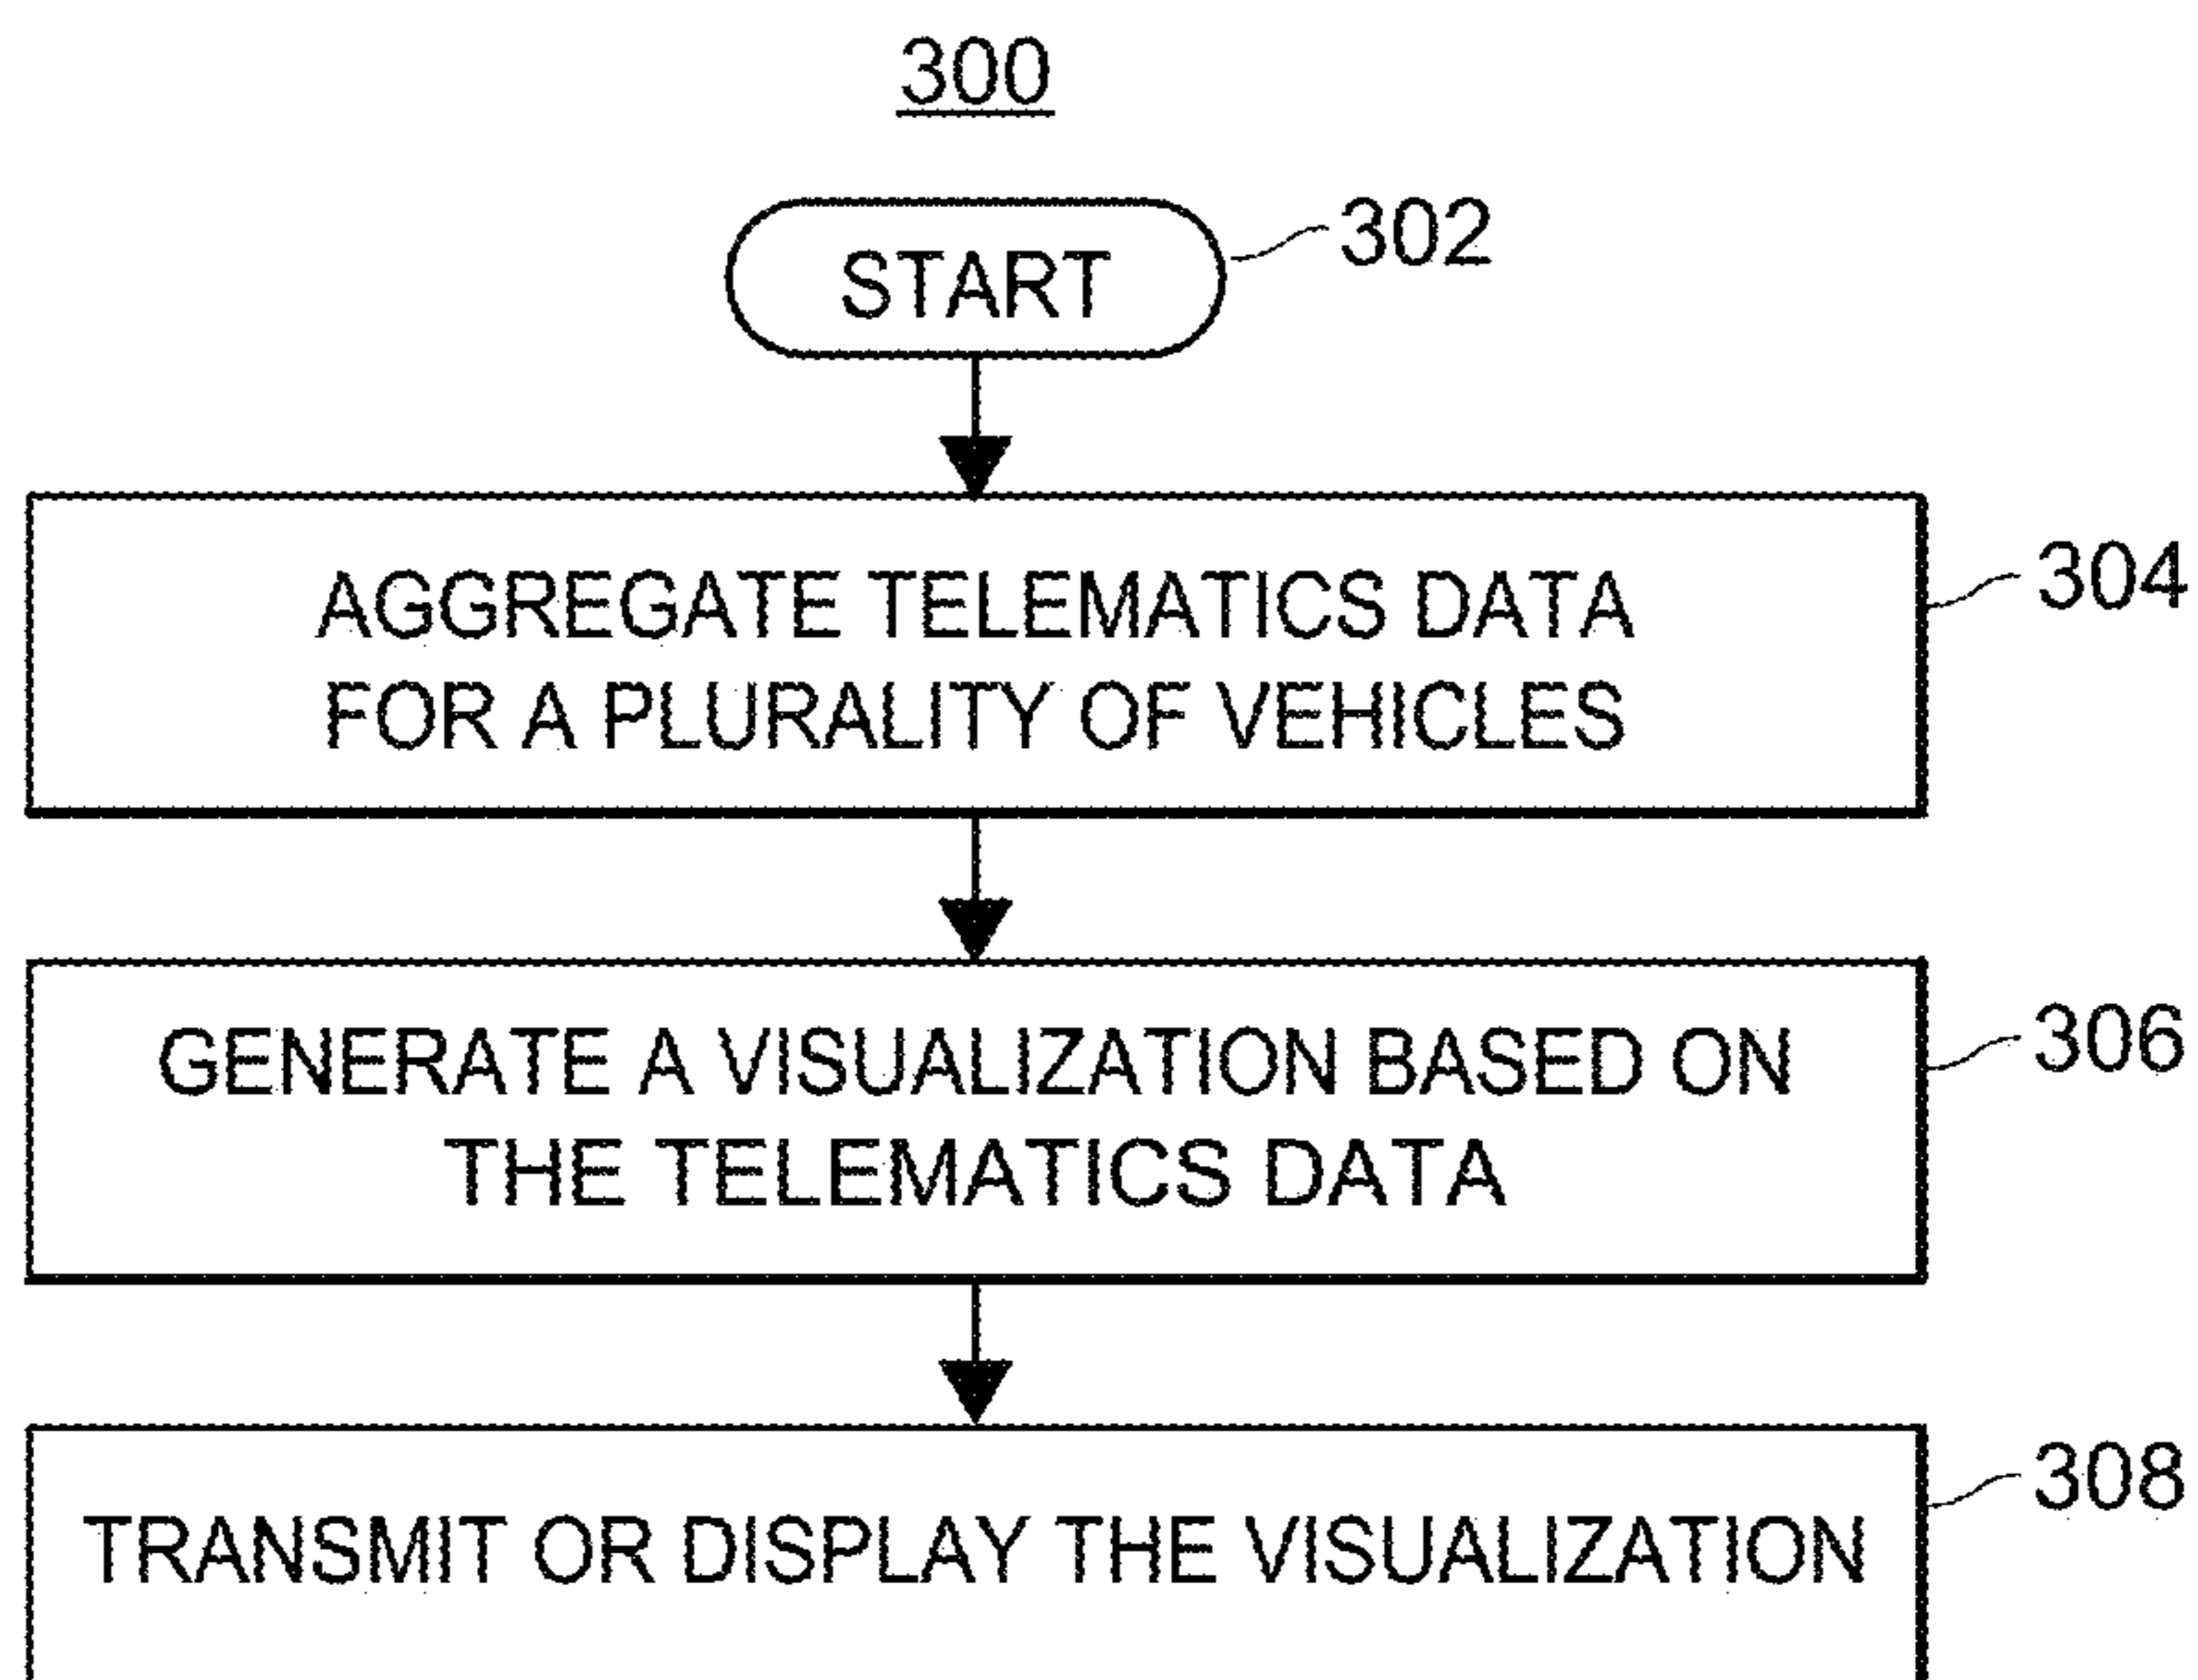 300
START
302
AGGREGATE TELEMATICS DATA
FOR A PLURALITY OF VEHICLES
304
GENERATE A VISUALIZATION BASED ON
THE TELEMATICS DATA
306
TRANSMIT OR DISPLAY THE VISUALIZATION
308